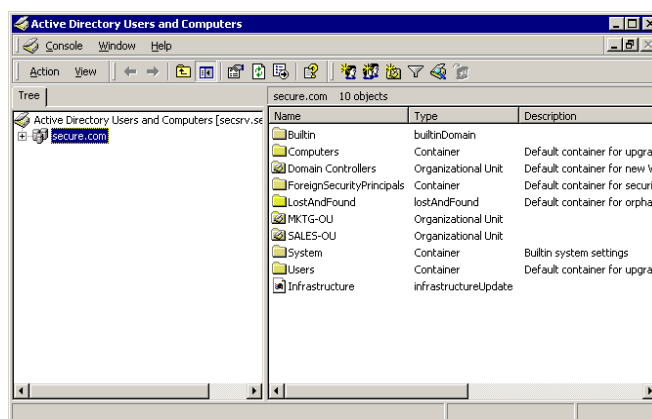 Active Directory Users and Computers
Console Window Help
Action View
Tree
secure.com 10 objects
Active Directory Users and Computers [secsrv.se
secure.com
Name Type Description
Builtin builtinDomain
Computers Container Default container for upgra
Domain Controllers Organizational Unit Default container for new W
ForeignSecurityPrincipals Container Default container for securi
LostAndFound lostAndFound Default container for orpha
MKTG-OU Organizational Unit
SALES-OU Organizational Unit
System Container Builtin system settings
Users Container Default container for upgra
Infrastructure infrastructureUpdate